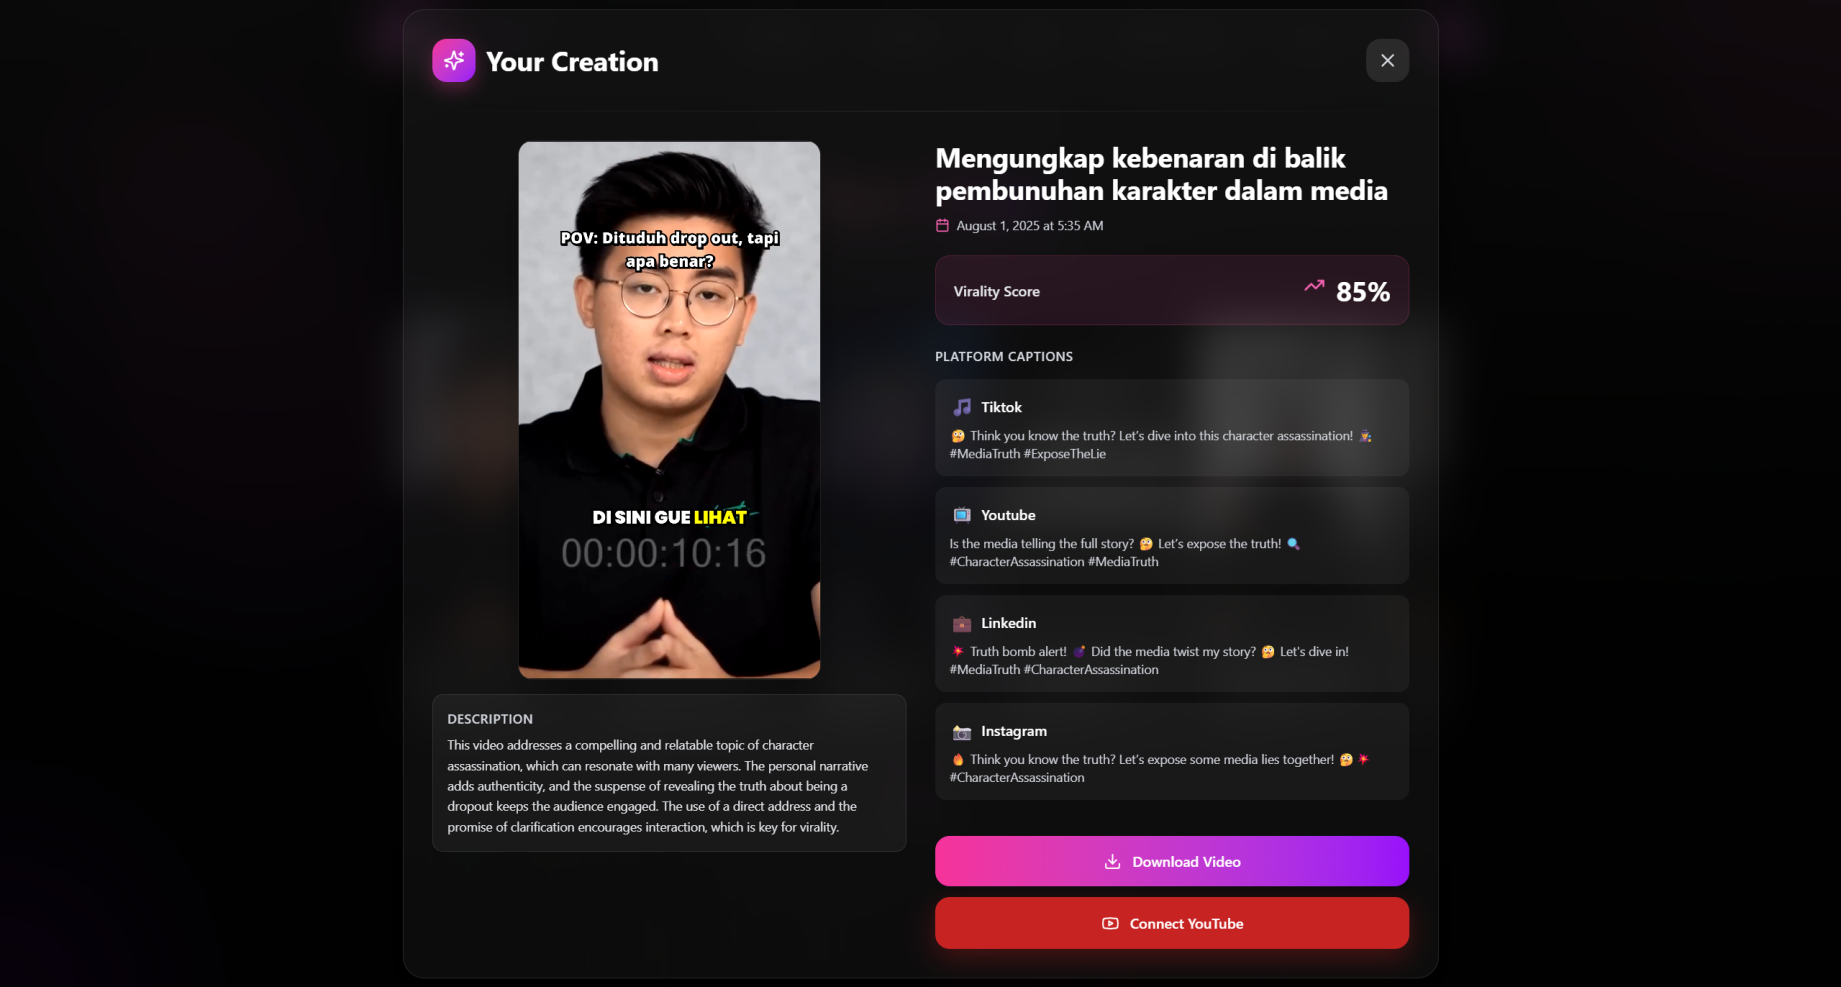 Your Creation
POV: Dituduh drop out, tapi
apa benar?
DI SINI GUE LIHAT
00:00:10:16
DESCRIPTION
This video addresses a compelling and relatable topic of character
assassination, which can resonate with many viewers. The personal narrative
adds authenticity, and the suspense of revealing the truth about being a
dropout keeps the audience engaged. The use of a direct address and the
promise of clarification encourages interaction, which is key for virality.
Mengungkap kebenaran di balik
pembunuhan karakter dalam media
August 1, 2025 at 5:35 AM
Virality Score
85%
PLATFORM CAPTIONS
Tiktok
🤔 Think you know the truth? Let's dive into this character assassination! 🕵️
#MediaTruth #ExposeTheLie
Youtube
Is the media telling the full story? 🤔 Let's expose the truth! 🔍
#CharacterAssassination #MediaTruth
Linkedin
💥 Truth bomb alert! 💣 Did the media twist my story? 🤔 Let's dive in!
#MediaTruth #CharacterAssassination
Instagram
🔥 Think you know the truth? Let's expose some media lies together! 🤔 💥
#CharacterAssassination
Download Video
Connect YouTube